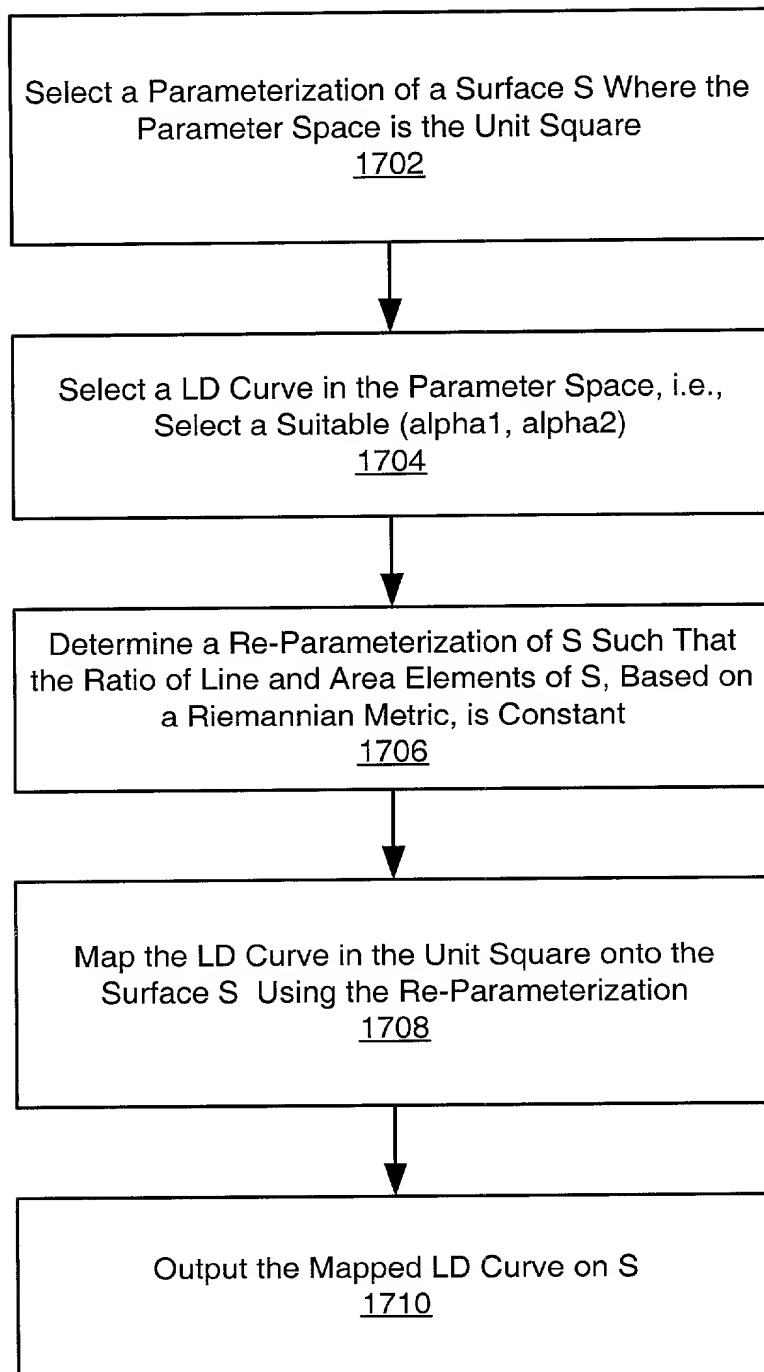 Select a Parameterization of a Surface S Where the
Parameter Space is the Unit Square
1702
Select a LD Curve in the Parameter Space, i.e.,
Select a Suitable (alpha1, alpha2)
1704
Determine a Re-Parameterization of S Such That
the Ratio of Line and Area Elements of S, Based on
a Riemannian Metric, is Constant
1706
Map the LD Curve in the Unit Square onto the
Surface S Using the Re-Parameterization
1708
Output the Mapped LD Curve on S
1710